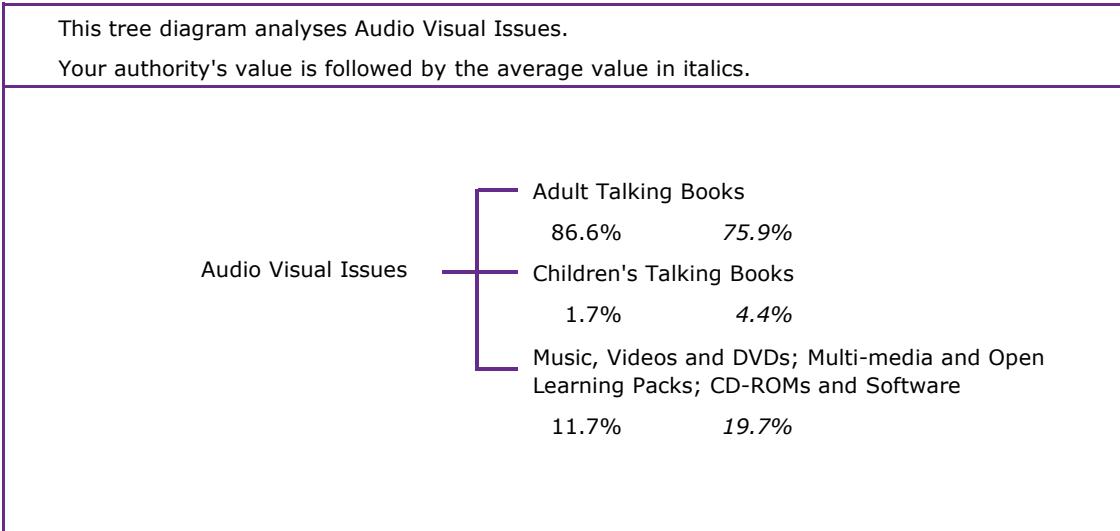 This tree diagram analyses Audio Visual Issues.
Your authority's value is followed by the average value in italics.
Adult Talking Books
86.6% 75.9%
Audio Visual Issues
Children's Talking Books
1.7% 4.4%
Music, Videos and DVDs; Multi-media and Open
Learning Packs; CD-ROMs and Software
11.7% 19.7%